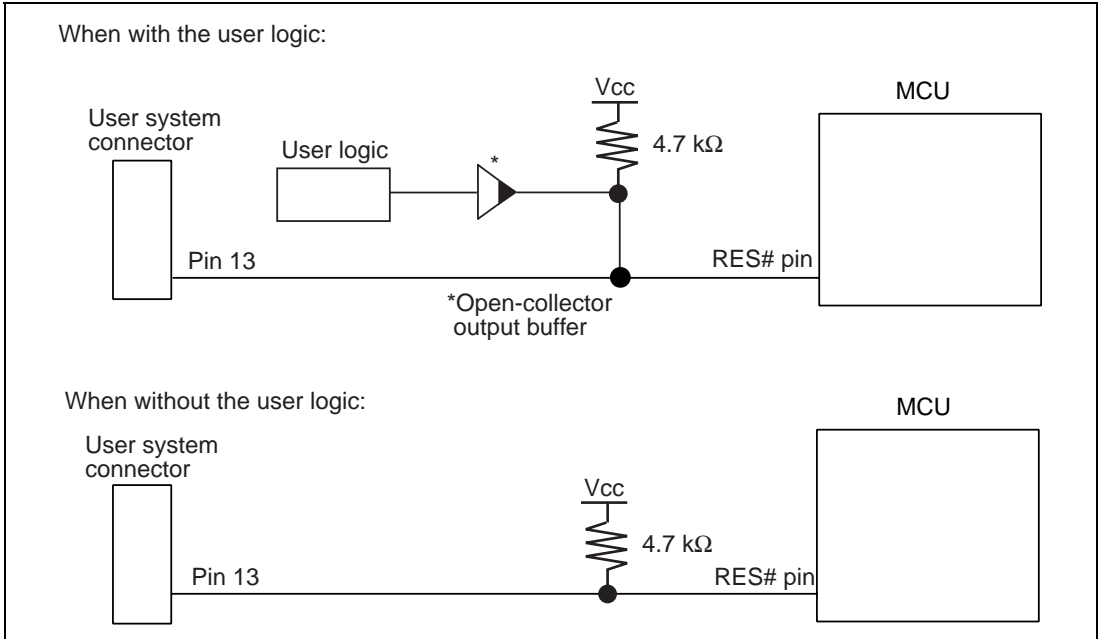 When with the user logic:
Vcc
MCU
User system
connector
User logic
*
4.7 kΩ
Pin 13
RES# pin
*Open-collector
output buffer
When without the user logic:
MCU
User system
connector
Vcc
4.7 kΩ
Pin 13
RES# pin